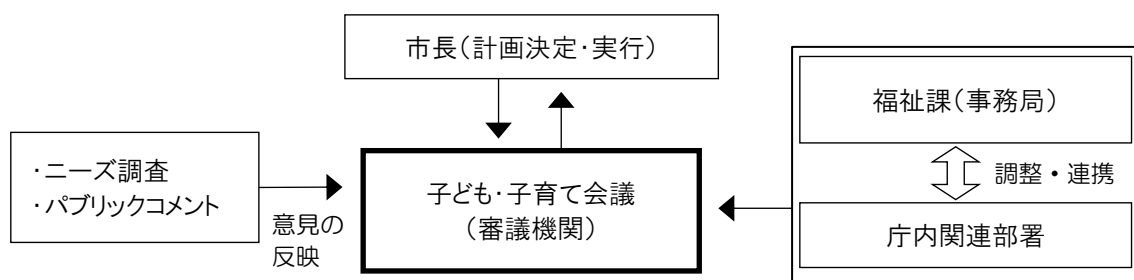 市長（計画決定・実行）
・ニーズ調査
・パブリックコメント
意見の
反映
子ども・子育て会議
（審議機関）
福祉課（事務局）
調整・連携
庁内関連部署